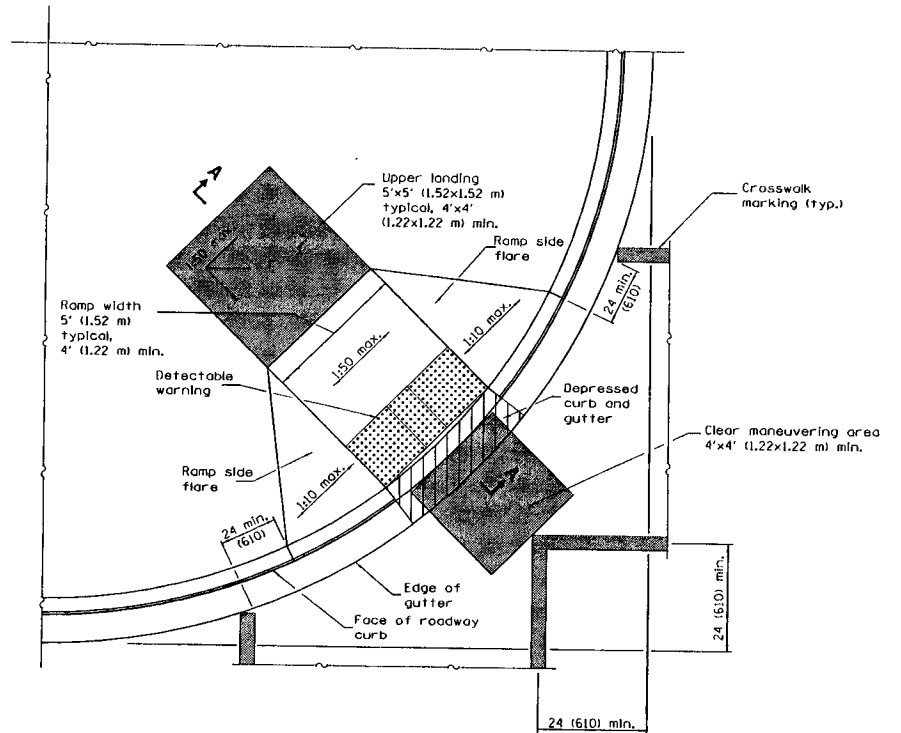 A
Upper landing
5'x5' (1.52x1.52 m)
typical, 4'x4'
(1.22x1.22 m) min.
Crosswalk
marking (typ.)
Ramp side
flare
1:50 max.
24 min.
(610)
Ramp width
5' (1.52 m)
typical,
4' (1.22 m) min.
1:50 max.
1:10 max.
Detectable
warning
Depressed
curb and
gutter
Clear maneuvering area
4'x4' (1.22x1.22 m) min.
Ramp side
flare
1:10 max.
A
24 min.
(610)
Edge of
gutter
Face of roadway
curb
24 (610) min.
24 (610) min.